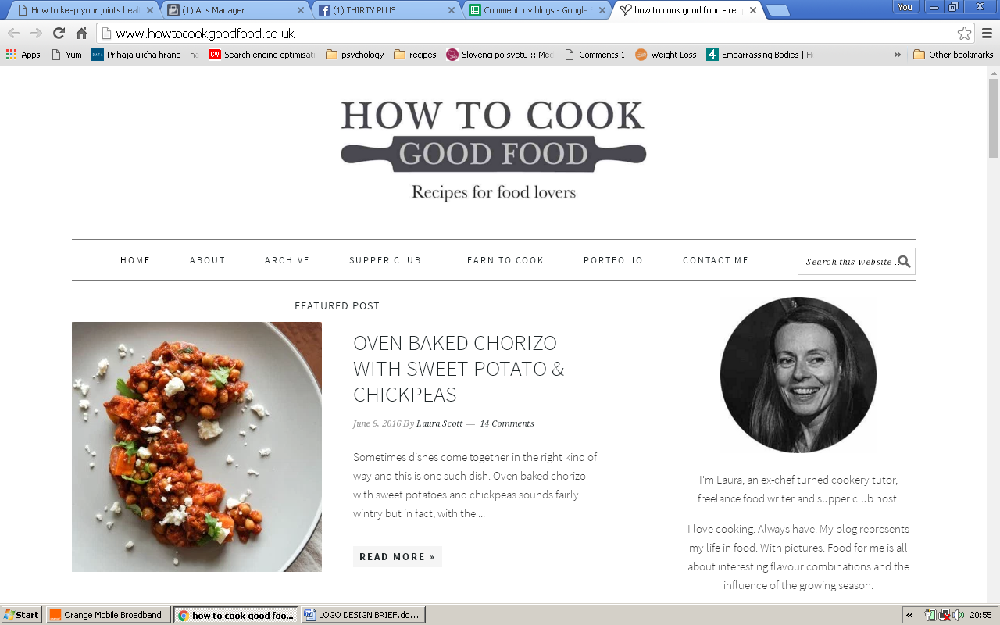 How to keep your joints heal
(1) Ads Manager
(1) THIRTY PLUS
CommentLuv blogs - Google S
how to cook good food - reci
You
www.howtocookgoodfood.co.uk
Apps
Yum
DATA
Prihaja ulična hrana – na
CW
Search engine optimisati
psychology
recipes
Slovenci po svetu :: Med
Comments 1
Weight Loss
4
Embarrassing Bodies | H
»
Other bookmarks
HOW TO COOK
GOOD FOOD
Recipes for food lovers
HOME
ABOUT
ARCHIVE
SUPPER CLUB
LEARN TO COOK
PORTFOLIO
CONTACT ME
Search this website ...
FEATURED POST
OVEN BAKED CHORIZO
WITH SWEET POTATO &
CHICKPEAS
June 9, 2016 By Laura Scott — 14 Comments
Sometimes dishes come together in the right kind of
way and this is one such dish. Oven baked chorizo
with sweet potatoes and chickpeas sounds fairly
wintry but in fact, with the ...
READ MORE »
I'm Laura, an ex-chef turned cookery tutor,
freelance food writer and supper club host.
I love cooking. Always have. My blog represents
my life in food. With pictures. Food for me is all
about interesting flavour combinations and the
influence of the growing season.
Start
Orange Mobile Broadband
how to cook good foo...
LOGO DESIGN BRIEF.do...
«
20:55